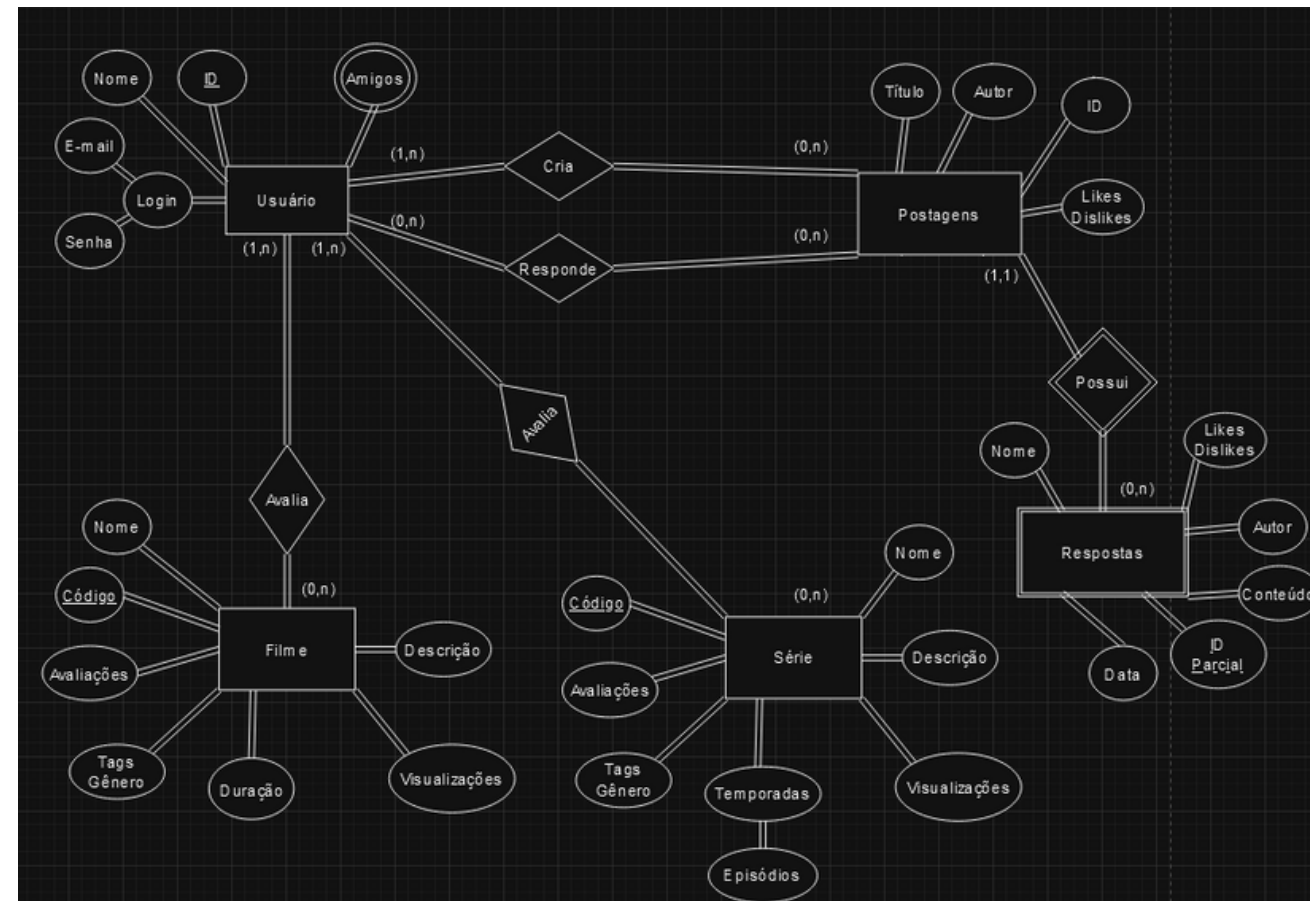 Nome
ID
Amigos
E-mail
Login
Senha
Usuário
(1,n)
(0,n)
(1,n)
(1,n)
Cria
Responde
(0,n)
(0,n)
Título
Autor
ID
Likes
Dislikes
Postagens
(1,1)
Possui
(0,n)
Nome
Likes
Dislikes
Autor
Respostas
Conteúdo
ID
Parcial
Data
Avalia
Avalia
(0,n)
Nome
Código
Filme
Descrição
Avaliações
Tags
Gênero
Duração
Visualizações
(0,n)
Nome
Código
Série
Descrição
Avaliações
Tags
Gênero
Temporadas
Visualizações
Episódios